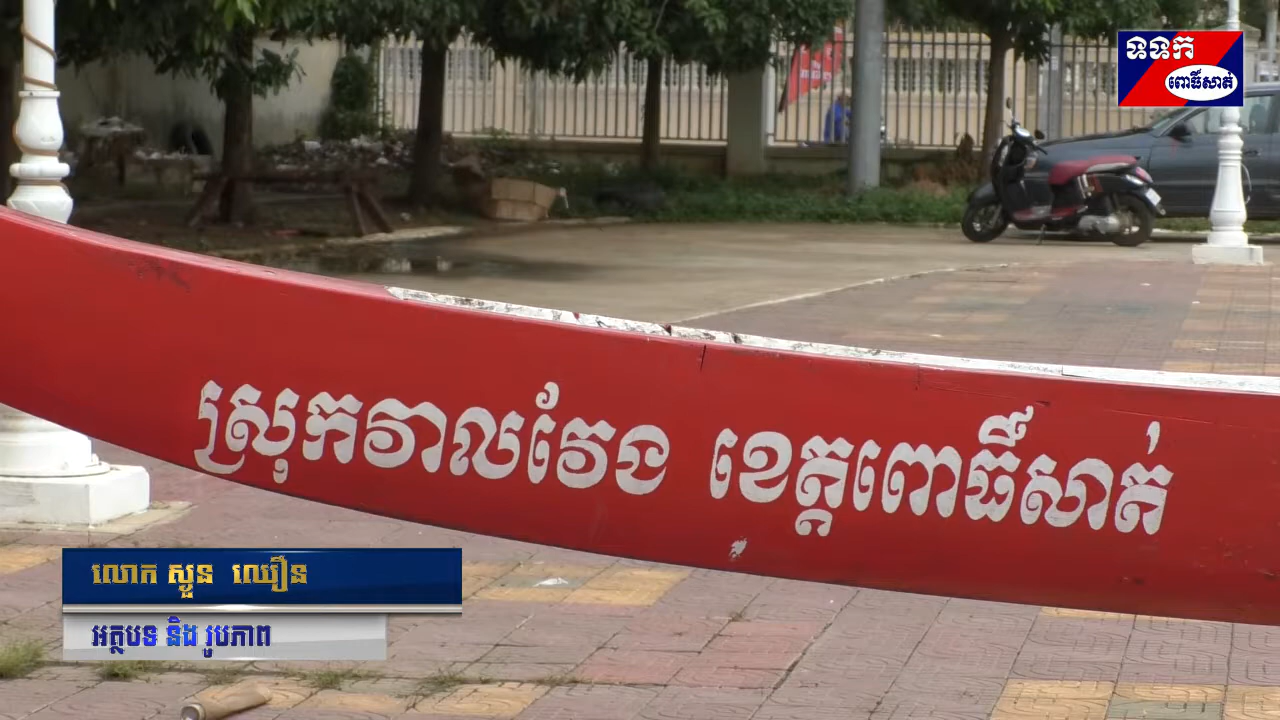 ទទក
ពោធិ៍សាត់
ស្រុកវាលវែង ខេត្តពោធិ៍សាត់
លោក ស្ងួន ឈឿន
អត្ថបទ និង រូបភាព